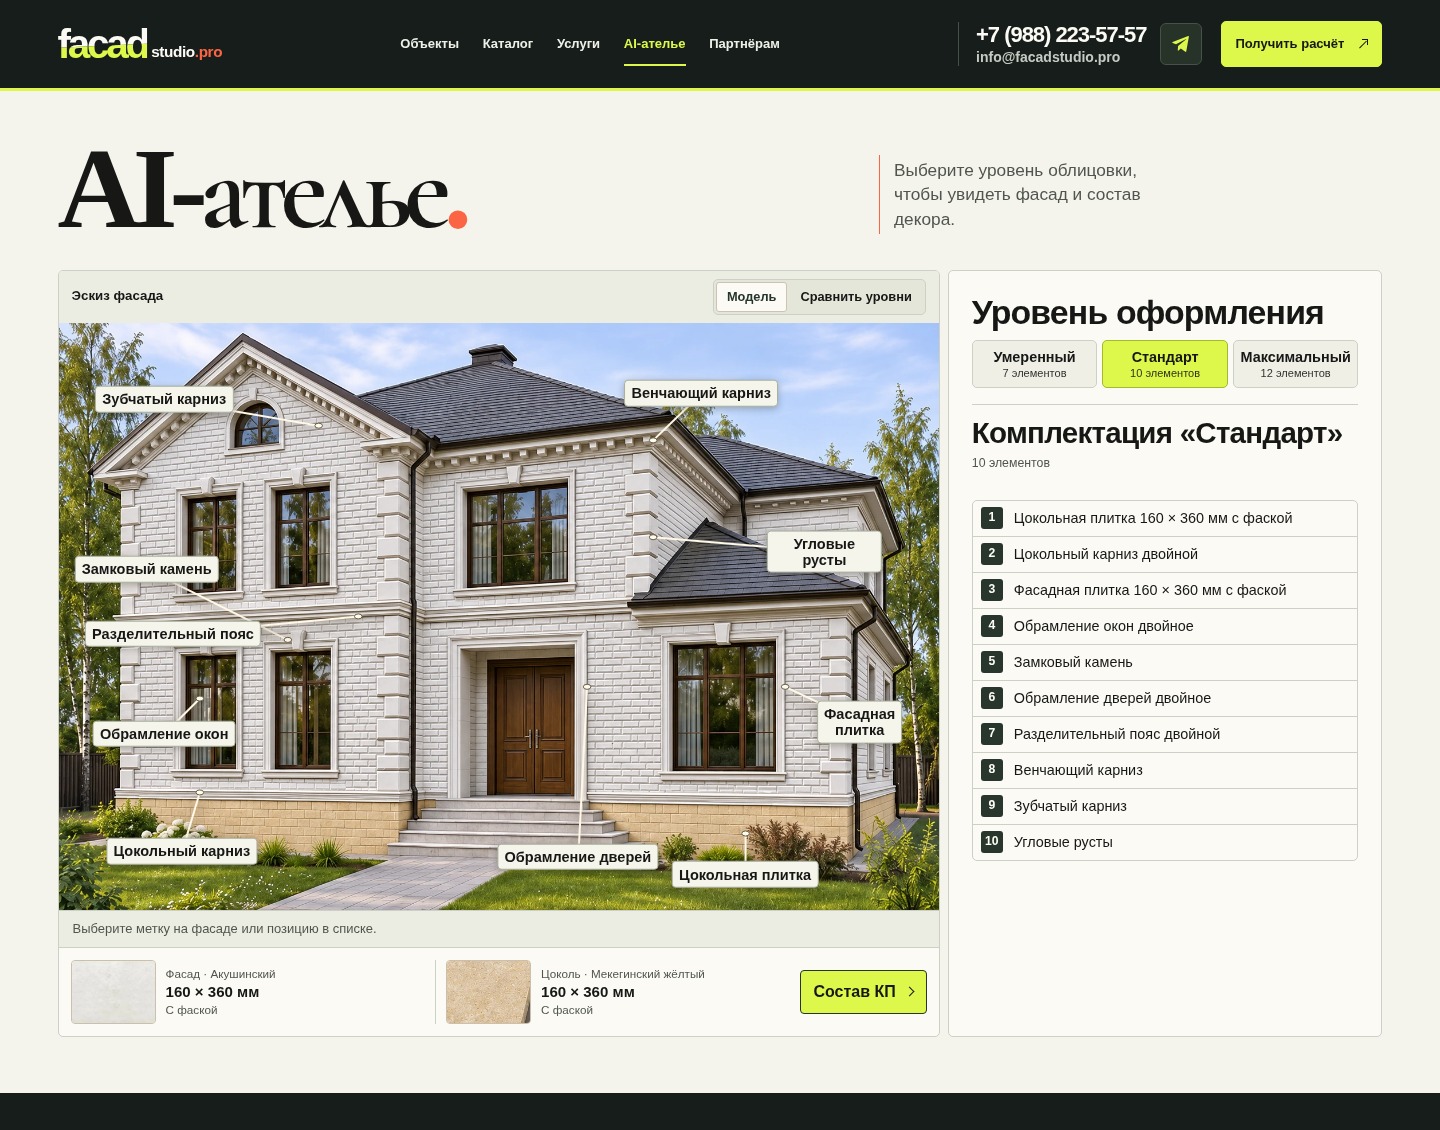 facad studio.pro
Объекты
Каталог
Услуги
AI-ателье
Партнёрам
+7 (988) 223-57-57
info@facadstudio.pro
Получить расчёт
AI-ателье.
Выберите уровень облицовки,
чтобы увидеть фасад и состав
декора.
Эскиз фасада
Модель
Сравнить уровни
Зубчатый карниз
Венчающий карниз
Угловые
русты
Замковый камень
Разделительный пояс
Фасадная
плитка
Обрамление окон
Цокольный карниз
Обрамление дверей
Цокольная плитка
Выберите метку на фасаде или позицию в списке.
Фасад · Акушинский
160 × 360 мм
С фаской
Цоколь · Мекегинский жёлтый
160 × 360 мм
С фаской
Состав КП
Уровень оформления
Умеренный
7 элементов
Стандарт
10 элементов
Максимальный
12 элементов
Комплектация «Стандарт»
10 элементов
1 Цокольная плитка 160 × 360 мм с фаской
2 Цокольный карниз двойной
3 Фасадная плитка 160 × 360 мм с фаской
4 Обрамление окон двойное
5 Замковый камень
6 Обрамление дверей двойное
7 Разделительный пояс двойной
8 Венчающий карниз
9 Зубчатый карниз
10 Угловые русты